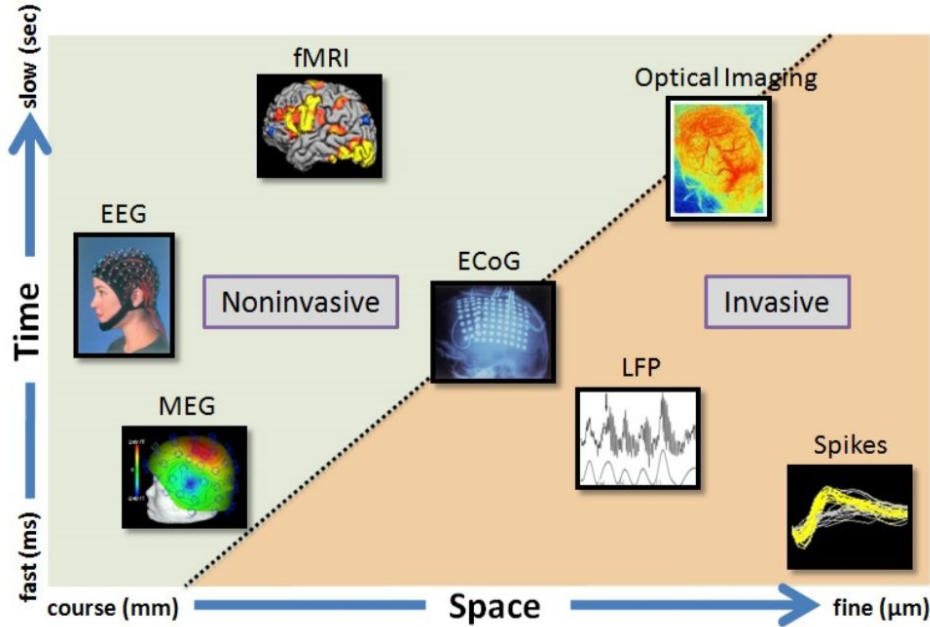 slow (sec)
fMRI
Optical Imaging
EEG
ECoG
Noninvasive
Invasive
Time
LFP
MEG
Spikes
fast (ms)
course (mm)
Space
fine (µm)